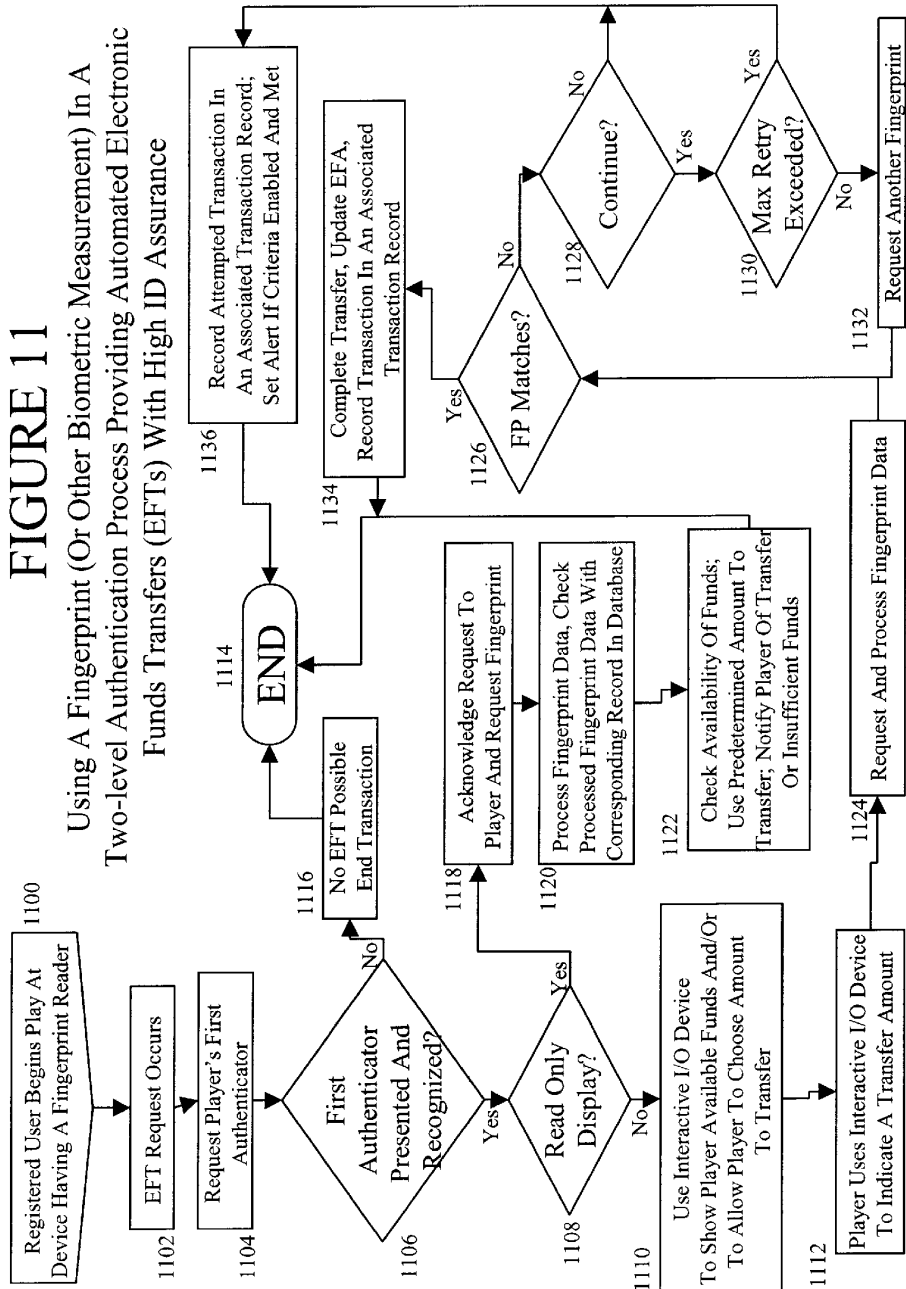 FIGURE 11
Using A Fingerprint (Or Other Biometric Measurement) In A
Two-level Authentication Process Providing Automated Electronic
Funds Transfers (EFTs) With High ID Assurance
1100
Registered User Begins Play At
Device Having A Fingerprint Reader
EFT Request Occurs
1102
Request Player's First
Authenticator
1104
First
Authenticator
Presented And
Recognized?
1106
No
Yes
1116
No EFT Possible
End Transaction
1114
END
Read Only
Display?
1108
Yes
No
1118
Acknowledge Request To
Player And Request Fingerprint
1120
Process Fingerprint Data, Check
Processed Fingerprint Data With
Corresponding Record In Database
1122
Check Availability Of Funds;
Use Predetermined Amount To
Transfer; Notify Player Of Transfer
Or Insufficient Funds
1110
Use Interactive I/O Device
To Show Player Available Funds And/Or
To Allow Player To Choose Amount
To Transfer
1112
Player Uses Interactive I/O Device
To Indicate A Transfer Amount
1124
Request And Process Fingerprint Data
1126
FP Matches?
Yes
No
1134
Complete Transfer, Update EFA,
Record Transaction In An Associated
Transaction Record
1128
Continue?
No
Yes
1130
Max Retry
Exceeded?
Yes
No
1132
Request Another Fingerprint
1136
Record Attempted Transaction In
An Associated Transaction Record;
Set Alert If Criteria Enabled And Met